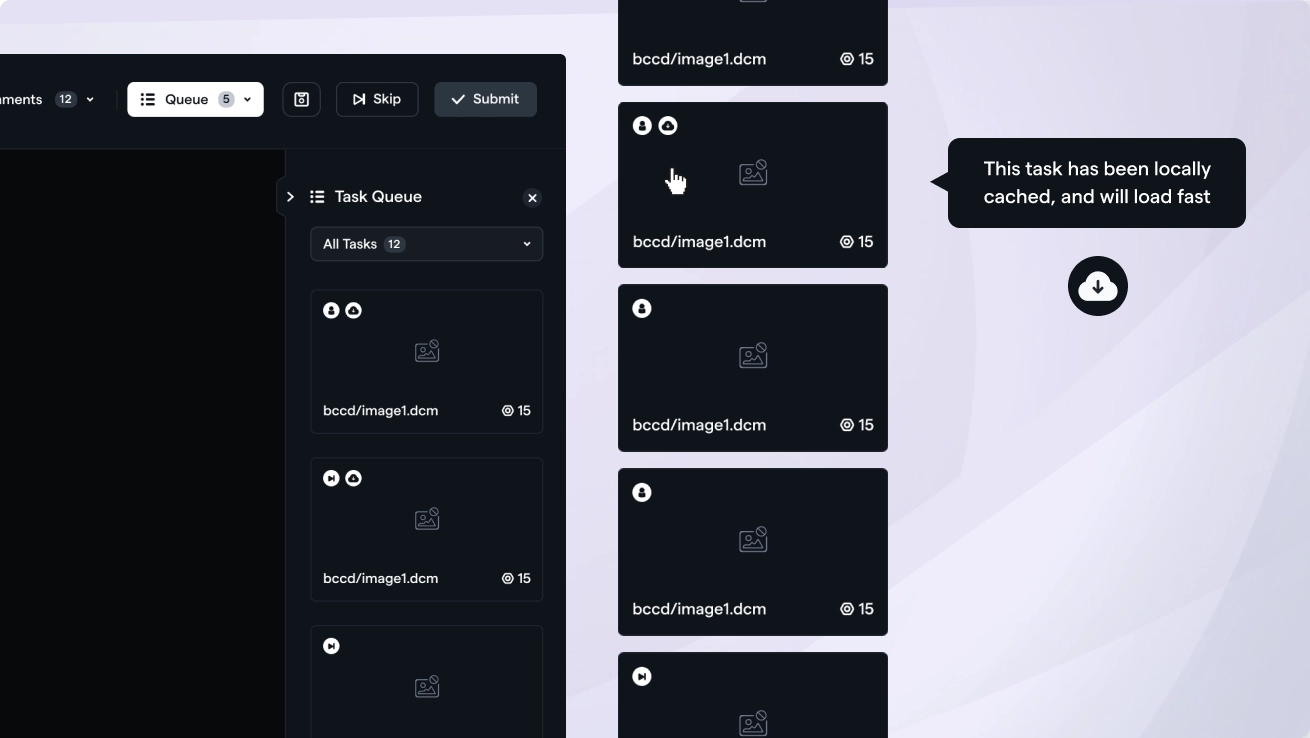 12
Queue 5
Skip
Submit
Task Queue
All Tasks 12
bccd/image1.dcm 15
bccd/image1.dcm 15
bccd/image1.dcm 15
bccd/image1.dcm 15
bccd/image1.dcm 15
bccd/image1.dcm 15
This task has been locally
cached, and will load fast